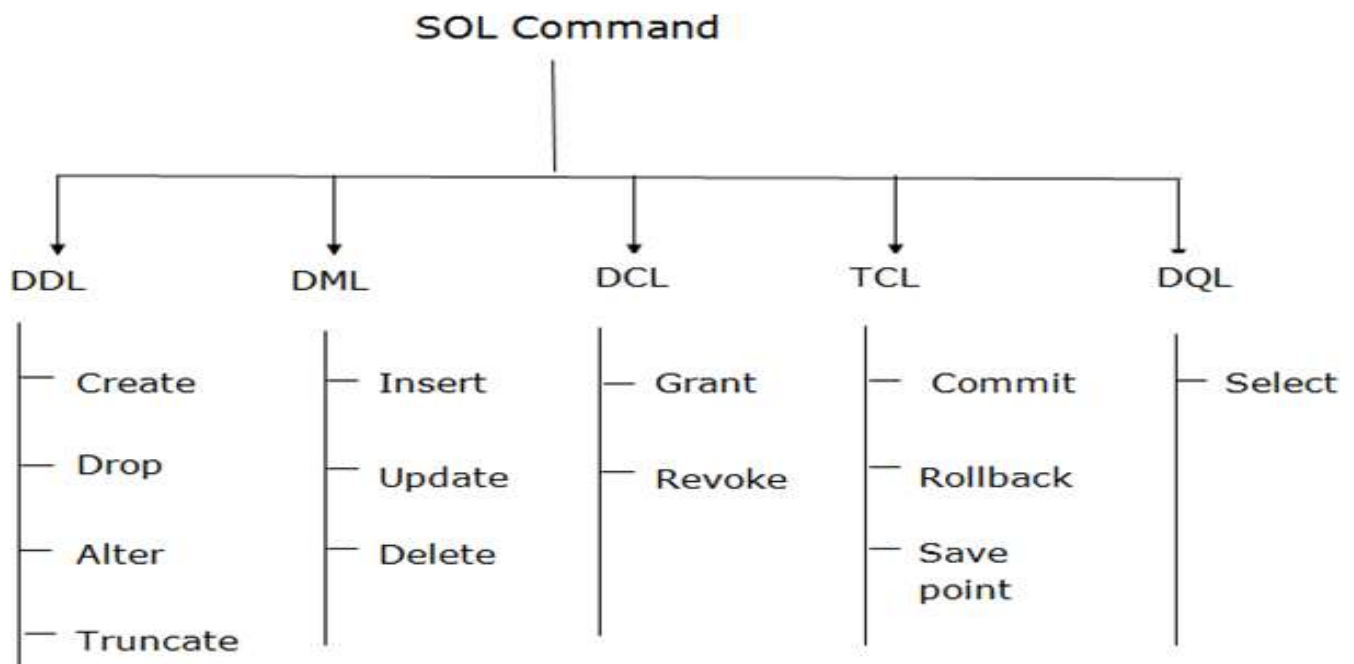 SOL Command
DDL
DML
DCL
TCL
DQL
Create
Drop
Alter
Truncate
Insert
Update
Delete
Grant
Revoke
Commit
Rollback
Save
point
Select